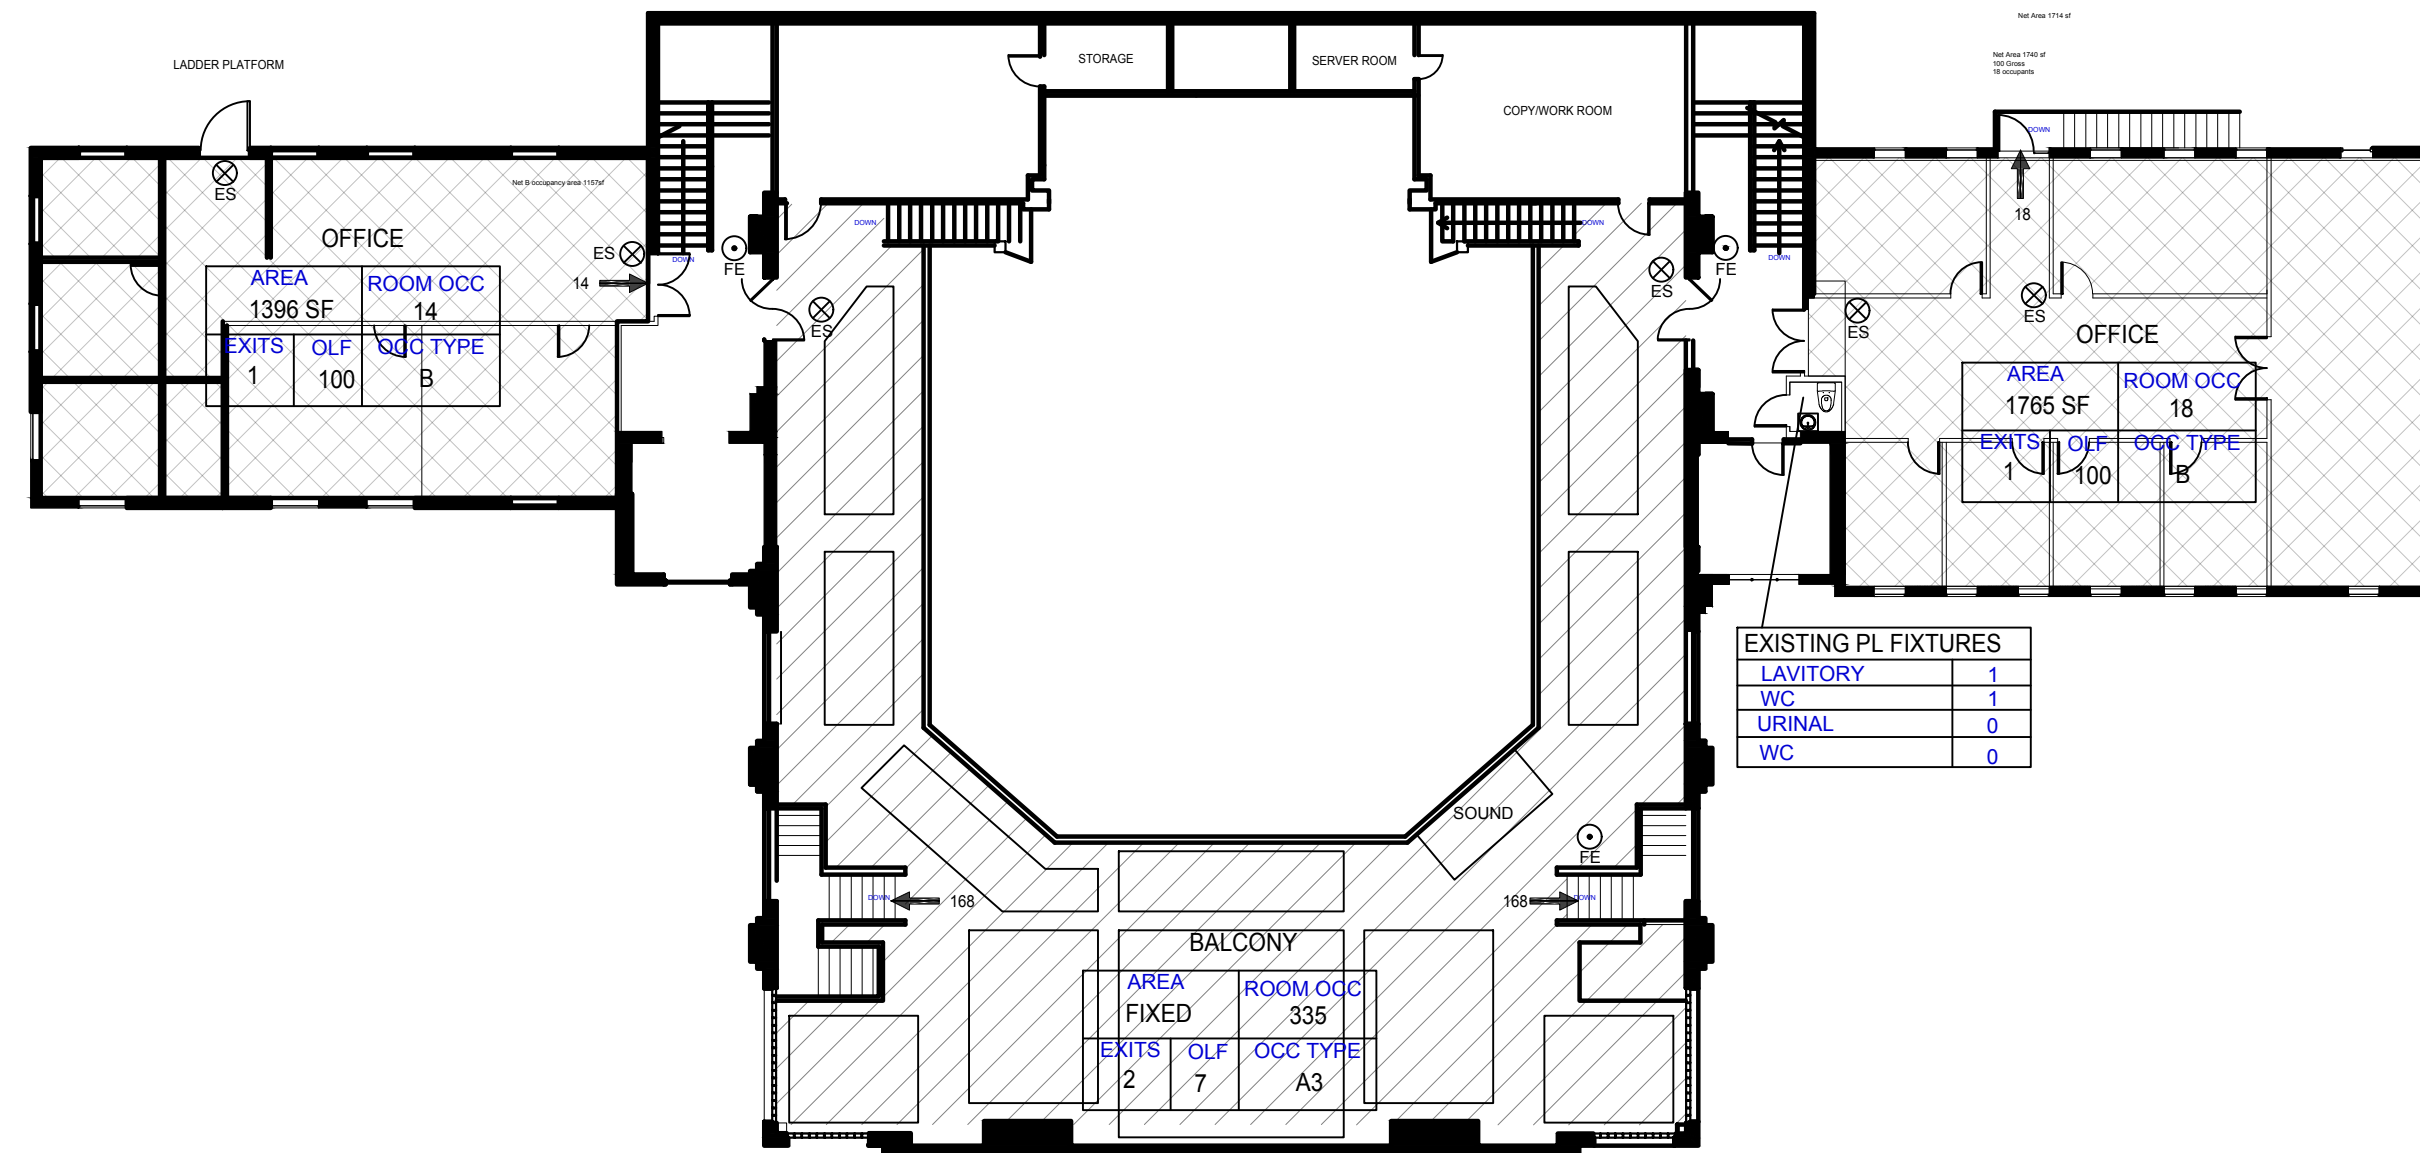 Net Area 1714 sf
Net Area 1740 sf
100 Gross
18 occupants
LADDER PLATFORM
STORAGE
SERVER ROOM
COPY/WORK ROOM
DOWN
ES
Net B occupancy area 1157sf
OFFICE
ES
14
DOWN
FE
AREA
1396 SF
ROOM OCC
14
EXITS
1
OLF
100
OCC TYPE
B
DOWN
ES
DOWN
ES
FE
DOWN
18
ES
ES
OFFICE
AREA
1765 SF
ROOM OCC
18
EXITS
1
OLF
100
OCC TYPE
B
EXISTING PL FIXTURES
LAVITORY 1
WC 1
URINAL 0
WC 0
SOUND
FE
DOWN
168
168
DOWN
BALCONY
AREA
FIXED
ROOM OCC
335
EXITS
2
OLF
7
OCC TYPE
A3